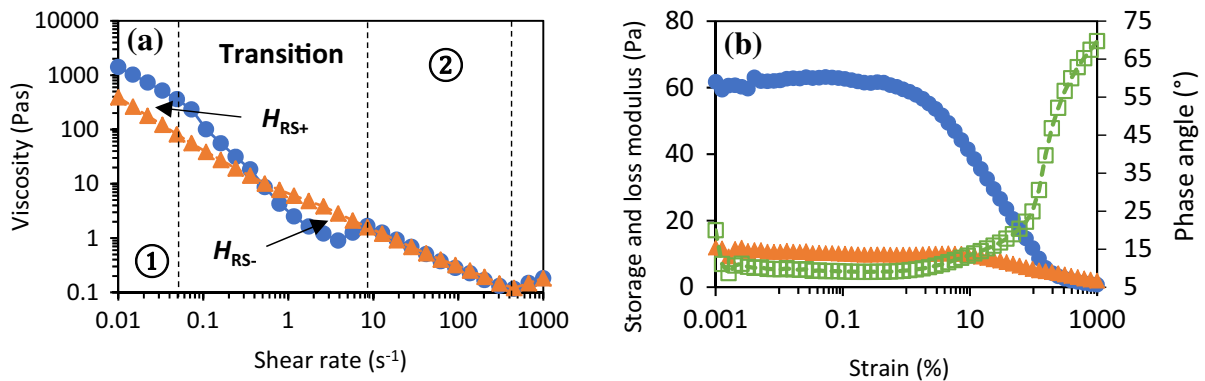 (a)
Transition
②
H RS+
H RS-
①
Viscosity (Pas)
10000
1000
100
10
1
0.1
0.01 0.1 1 10 100 1000
Shear rate (s-1)
(b)
Storage and loss modulus (Pa)
80
60
40
20
0
0.001 0.1 10 1000
Strain (%)
75
65
55
45
35
25
15
5
Phase angle (°)